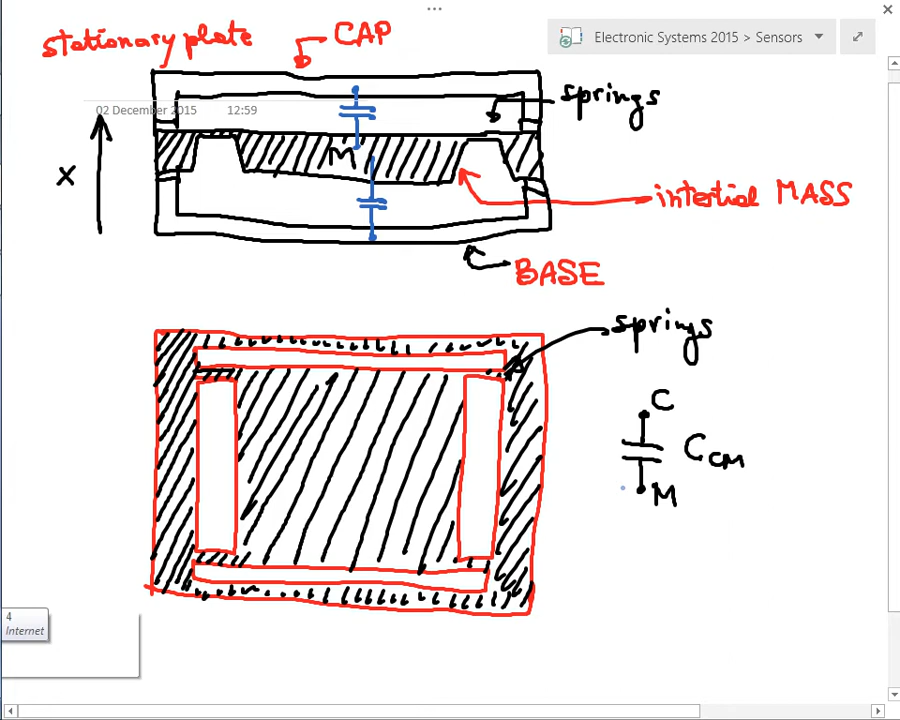 stationary plate
CAP
Electronic Systems 2015 > Sensors
02 December 2015 12:59
springs
M
X
intertial MASS
BASE
springs
C
CCM
M
4
Internet